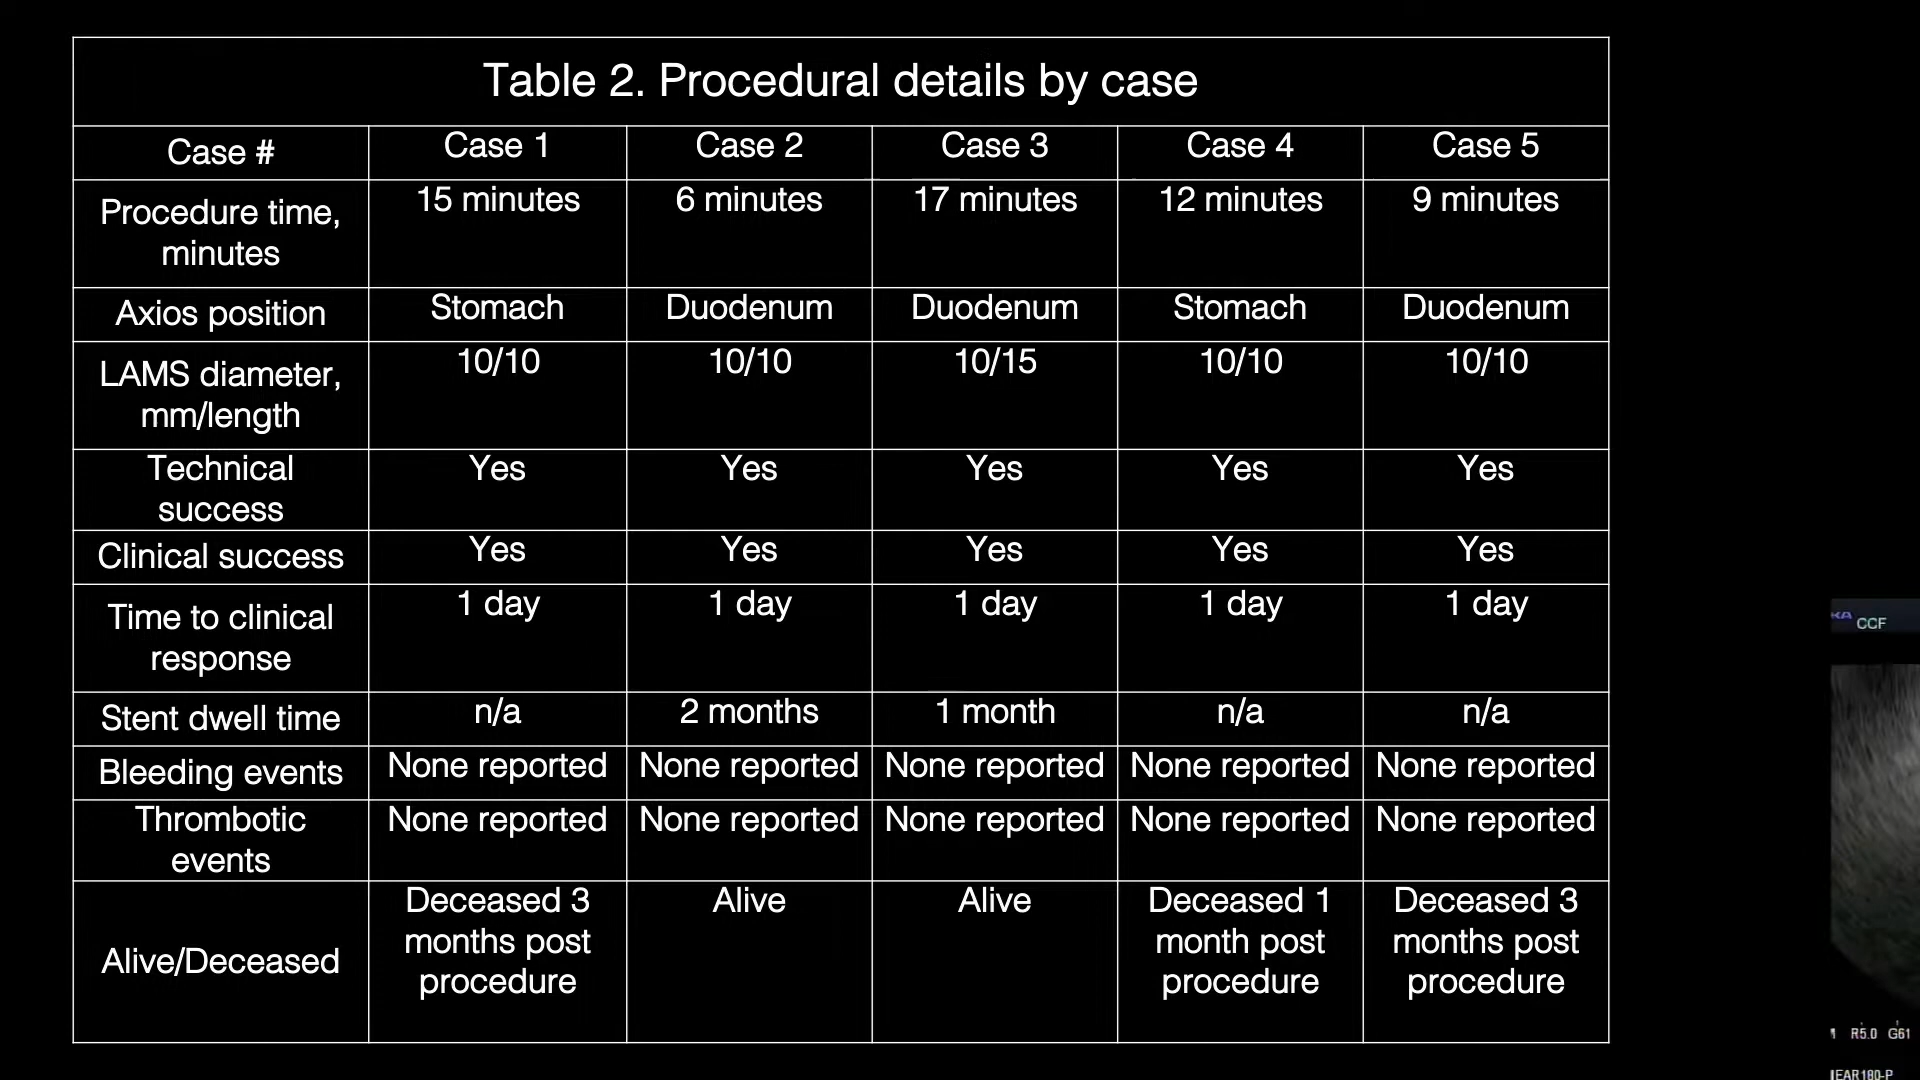 Table 2. Procedural details by case
Case # Case 1 Case 2 Case 3 Case 4 Case 5
Procedure time, minutes 15 minutes 6 minutes 17 minutes 12 minutes 9 minutes
Axios position Stomach Duodenum Duodenum Stomach Duodenum
LAMS diameter, mm/length 10/10 10/10 10/15 10/10 10/10
Technical success Yes Yes Yes Yes Yes
Clinical success Yes Yes Yes Yes Yes
Time to clinical response 1 day 1 day 1 day 1 day 1 day
Stent dwell time n/a 2 months 1 month n/a n/a
Bleeding events None reported None reported None reported None reported None reported
Thrombotic events None reported None reported None reported None reported None reported
Alive/Deceased Deceased 3 months post procedure Alive Alive Deceased 1 month post procedure Deceased 3 months post procedure
CCF
R5.0 G61